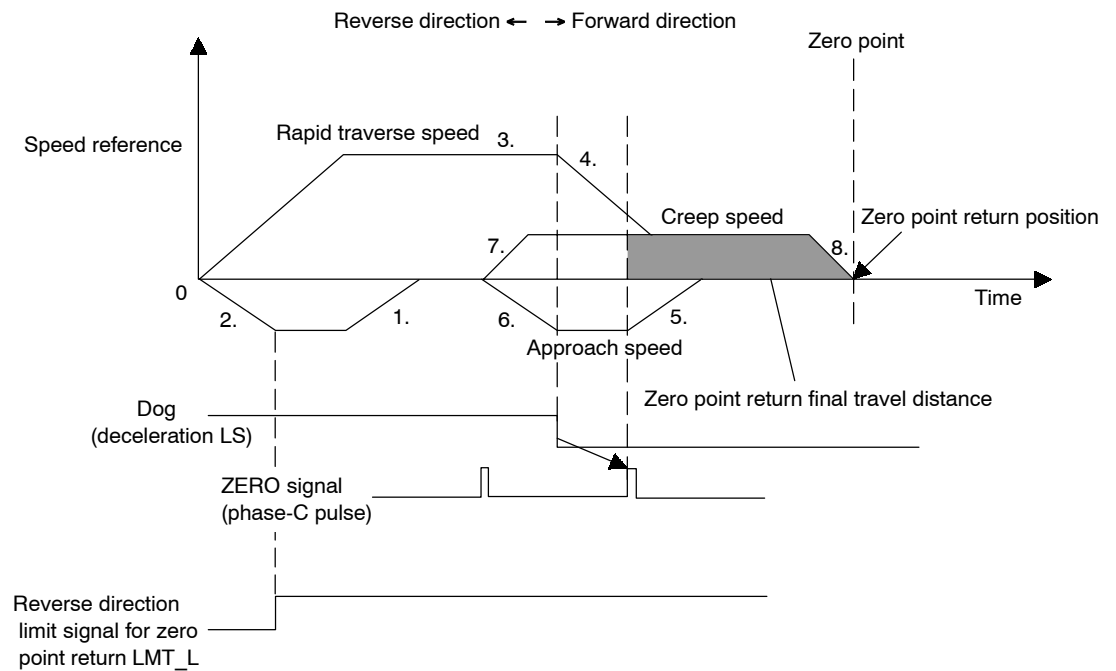 Reverse direction ← → Forward direction
Zero point
Rapid traverse speed
3.
4.
Speed reference
Creep speed
Zero point return position
7.
8.
0
Time
2.
1.
6.
5.
Approach speed
Zero point return final travel distance
Dog
(deceleration LS)
ZERO signal
(phase-C pulse)
Reverse direction
limit signal for zero
point return LMT_L